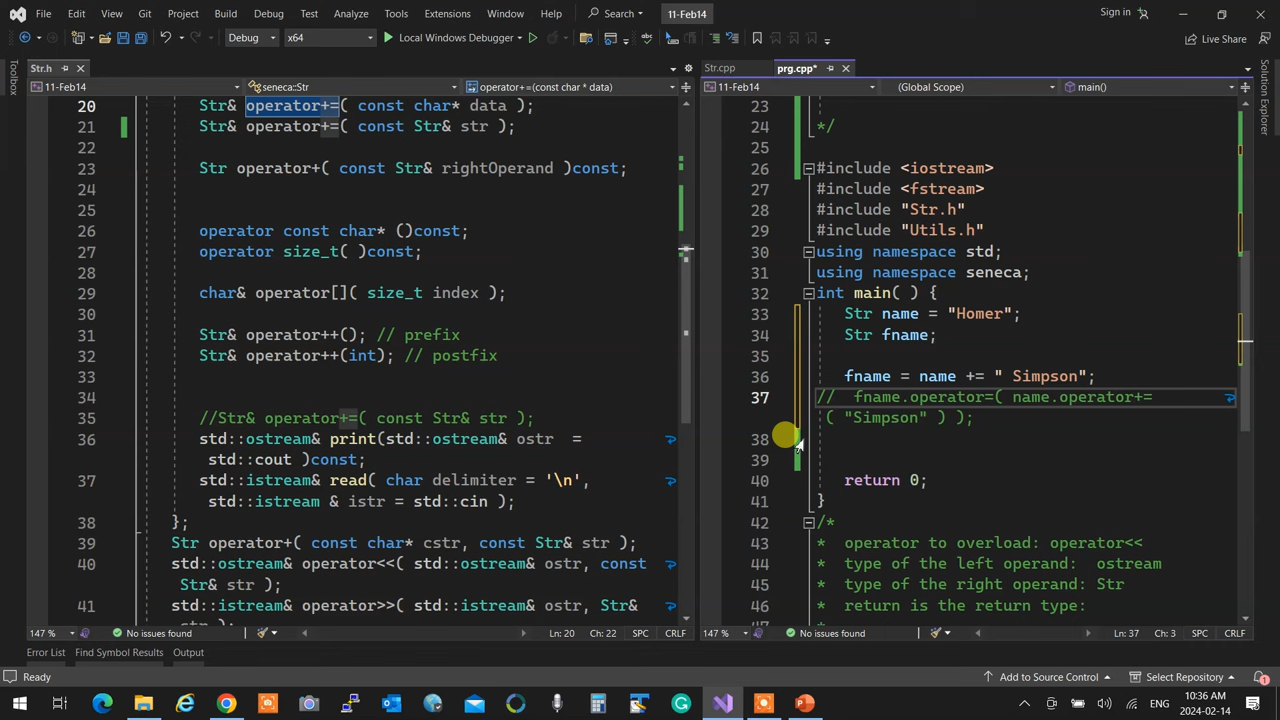 File Edit View Git Project Build Debug Test Analyze Tools Extensions Window Help Search 11-Feb14 Sign in
Debug x64 Local Windows Debugger Live Share
Toolbox
Str.h
11-Feb14 seneca::Str operator+=(const char * data)
20 Str& operator+=( const char* data );
21 Str& operator+=( const Str& str );
22
23 Str operator+( const Str& rightOperand )const;
24
25
26 operator const char* ()const;
27 operator size_t( )const;
28
29 char& operator[]( size_t index );
30
31 Str& operator++(); // prefix
32 Str& operator++(int); // postfix
33
34
35 //Str& operator+=( const Str& str );
36 std::ostream& print(std::ostream& ostr =
std::cout )const;
37 std::istream& read( char delimiter = '\n',
std::istream & istr = std::cin );
38 };
39 Str operator+( const char* cstr, const Str& str );
40 std::ostream& operator<<( std::ostream& ostr, const
Str& str );
41 std::istream& operator>>( std::istream& ostr, Str&
147 % No issues found Ln: 20 Ch: 22 SPC CRLF
Str.cpp prg.cpp*
11-Feb14 (Global Scope) main()
23
24 */
25
26 #include <iostream>
27 #include <fstream>
28 #include "Str.h"
29 #include "Utils.h"
30 using namespace std;
31 using namespace seneca;
32 int main( ) {
33 Str name = "Homer";
34 Str fname;
35
36 fname = name += " Simpson";
37 // fname.operator=( name.operator+=
( "Simpson" ) );
38
39
40 return 0;
41 }
42 /*
43 * operator to overload: operator<<
44 * type of the left operand: ostream
45 * type of the right operand: Str
46 * return is the return type:
147 % No issues found Ln: 37 Ch: 3 SPC CRLF
Solution Explorer
Error List Find Symbol Results Output
Ready Add to Source Control Select Repository 1
ENG 10:36 AM
2024-02-14